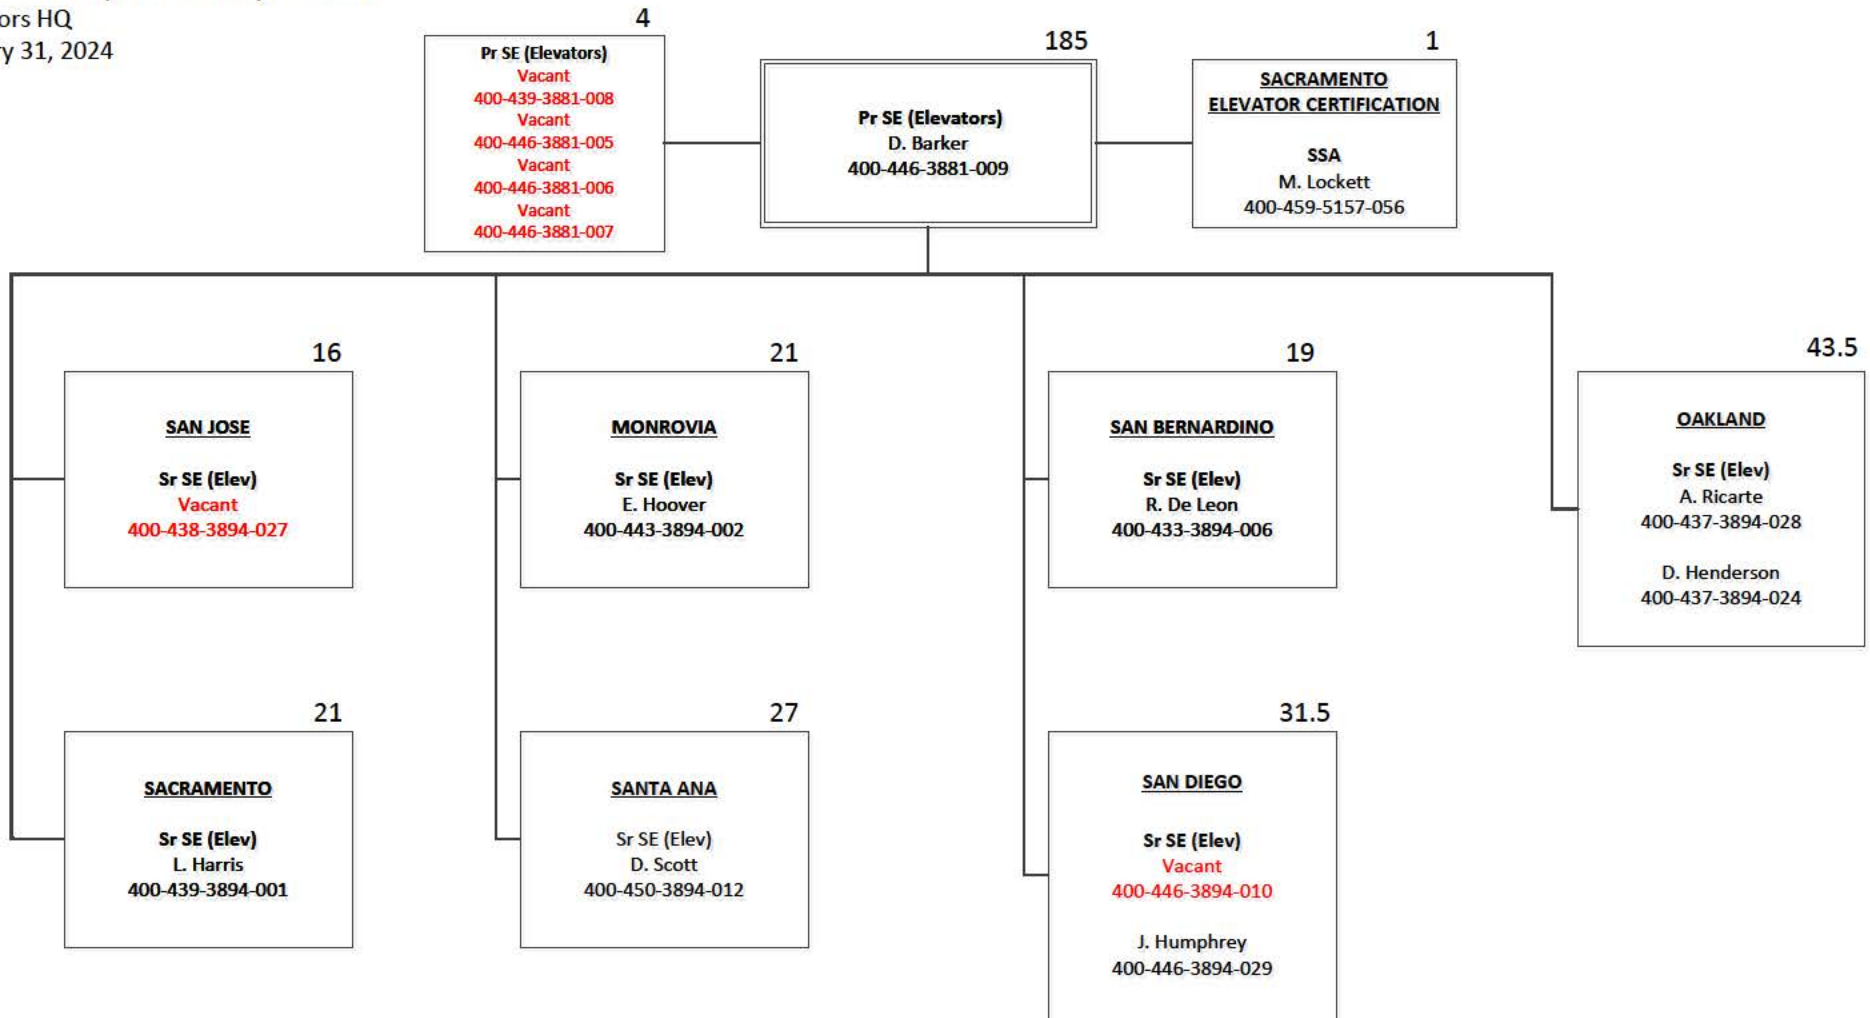 ors HQ
y 31, 2024
4
Pr SE (Elevators)
Vacant
400-439-3881-008
Vacant
400-446-3881-005
Vacant
400-446-3881-006
Vacant
400-446-3881-007
185
Pr SE (Elevators)
D. Barker
400-446-3881-009
1
SACRAMENTO
ELEVATOR CERTIFICATION
SSA
M. Lockett
400-459-5157-056
16
SAN JOSE
Sr SE (Elev)
Vacant
400-438-3894-027
21
MONROVIA
Sr SE (Elev)
E. Hoover
400-443-3894-002
19
SAN BERNARDINO
Sr SE (Elev)
R. De Leon
400-433-3894-006
43.5
OAKLAND
Sr SE (Elev)
A. Ricarte
400-437-3894-028
D. Henderson
400-437-3894-024
21
SACRAMENTO
Sr SE (Elev)
L. Harris
400-439-3894-001
27
SANTA ANA
Sr SE (Elev)
D. Scott
400-450-3894-012
31.5
SAN DIEGO
Sr SE (Elev)
Vacant
400-446-3894-010
J. Humphrey
400-446-3894-029